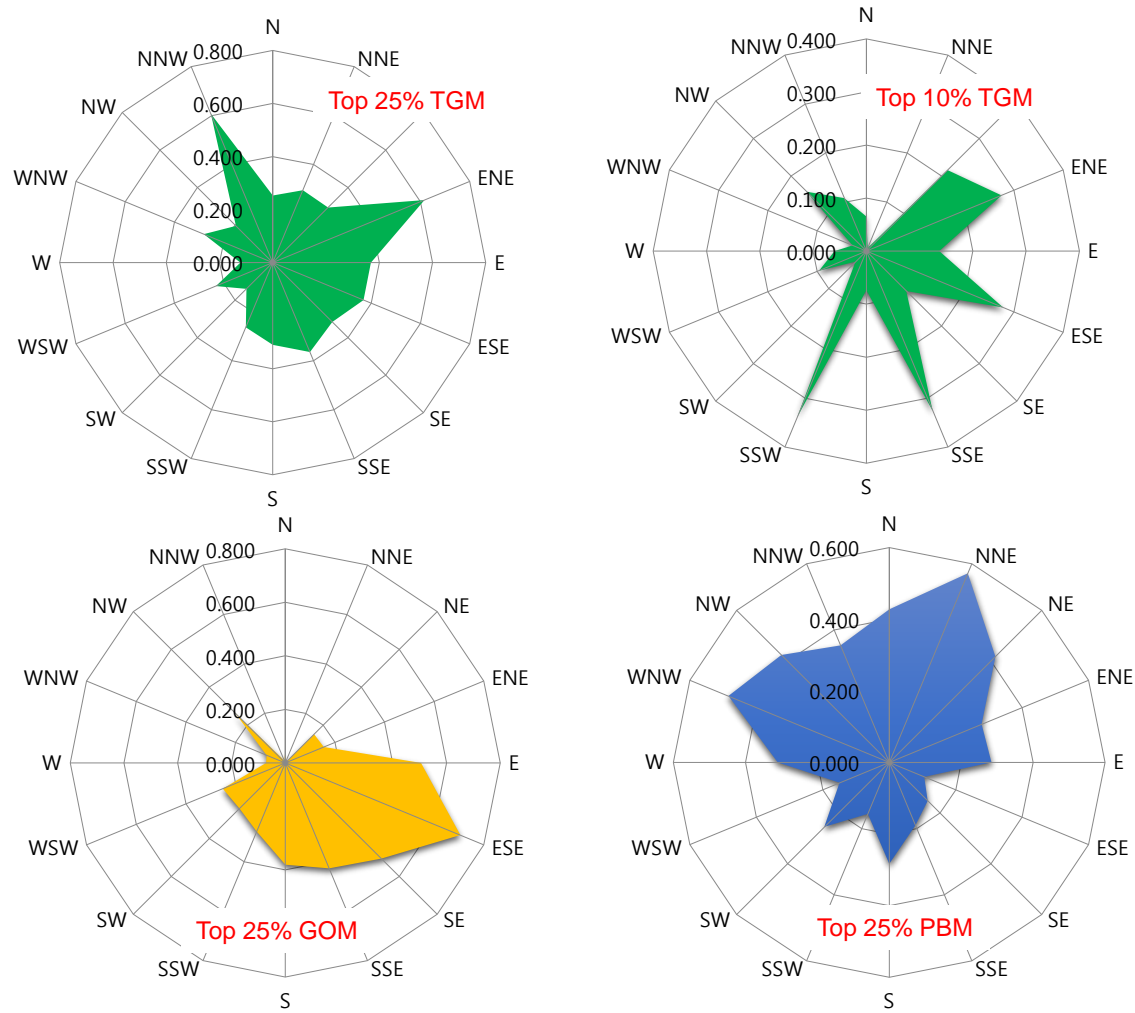 N
NNE
ENE
E
ESE
SE
SSE
S
SSW
SW
WSW
W
WNW
NW
NNW
0.800
0.600
0.400
0.200
0.000
Top 25% TGM
N
NNE
ENE
E
ESE
SE
SSE
S
SSW
SW
WSW
W
WNW
NW
NNW
0.400
0.300
0.200
0.100
0.000
Top 10% TGM
N
NNE
NE
ENE
E
ESE
SE
SSE
S
SSW
SW
WSW
W
WNW
NW
NNW
0.800
0.600
0.400
0.200
0.000
Top 25% GOM
N
NNE
NE
ENE
E
ESE
SE
SSE
S
SSW
SW
WSW
W
WNW
NW
NNW
0.600
0.400
0.200
0.000
Top 25% PBM